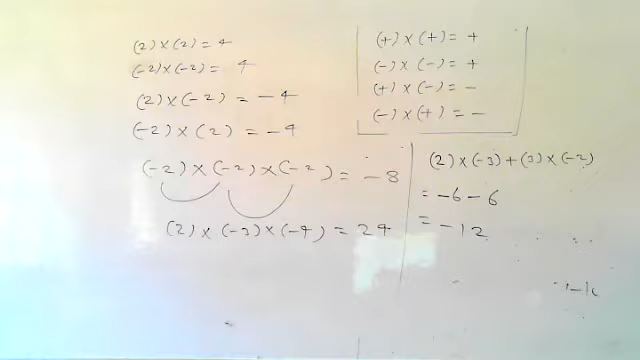 (2)×(2)=4
(-2)×(-2)= 4
(2)×(-2) = -4
(-2)×(2) = -4
(-2)×(-2)×(-2) = -8
(2)×(-3)×(-4) = 24
(+)×(+)= +
(-)×(-)= +
(+)×(-)= -
(-)×(+) = -
(2)×(-3)+(3)×(-2)
= -6-6
= -12